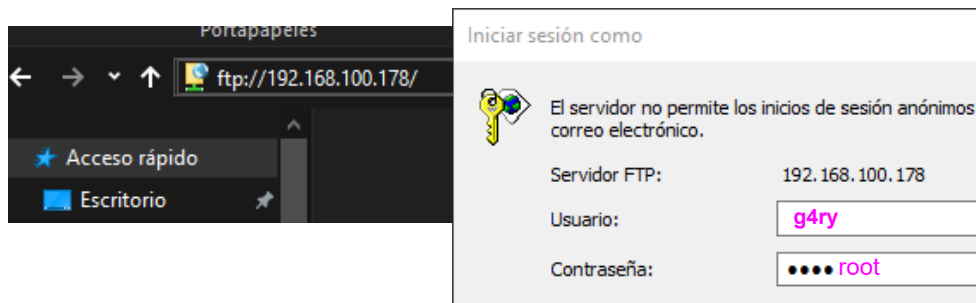 Portapapeles
ftp://192.168.100.178/
Acceso rápido
Escritorio
Iniciar sesión como
El servidor no permite los inicios de sesión anónimos
correo electrónico.
Servidor FTP: 192.168.100.178
Usuario: g4ry
Contraseña: •••• root